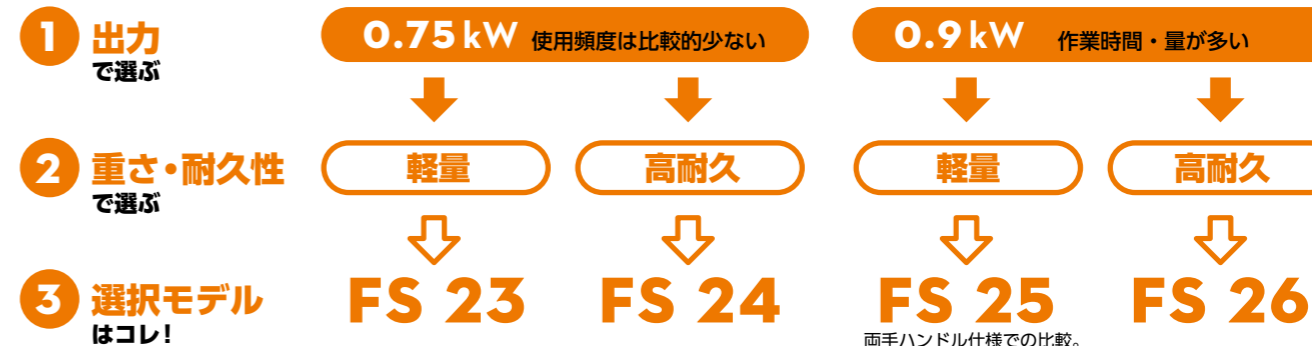 1 出力
で選ぶ
0.75 kW 使用頻度は比較的少ない
0.9 kW 作業時間・量が多い
2 重さ・耐久性
で選ぶ
軽量 高耐久 軽量 高耐久
3 選択モデル
はコレ！
FS 23 FS 24 FS 25 FS 26
両手ハンドル仕様での比較。